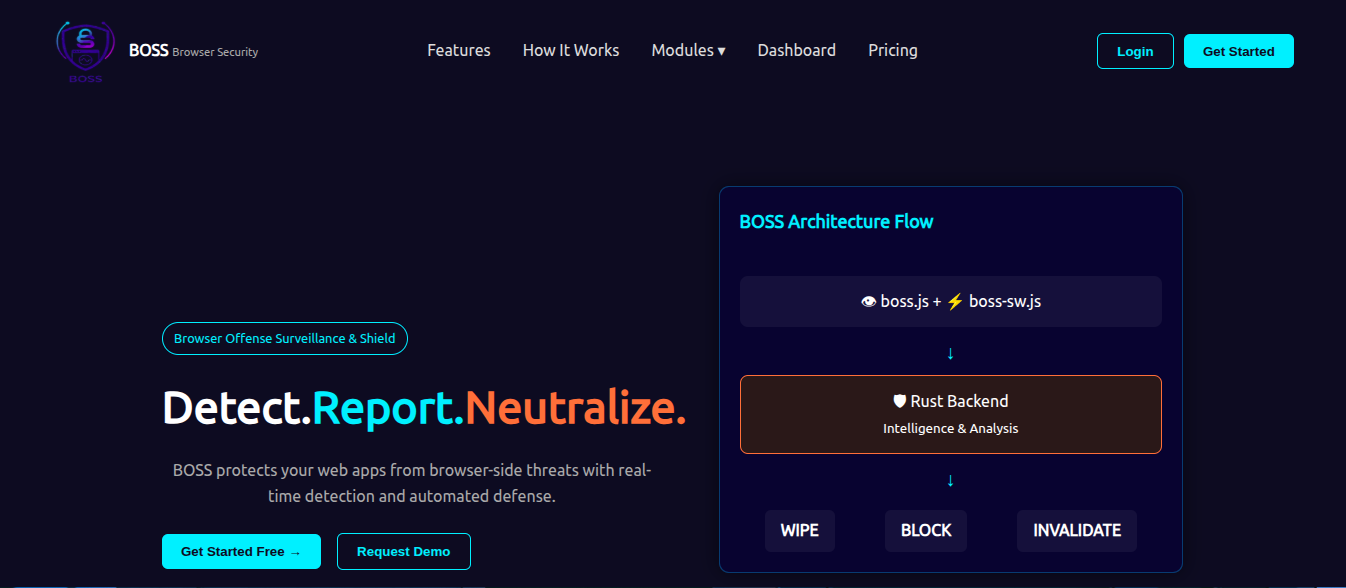 BOSS
BOSS Browser Security
Features
How It Works
Modules ▾
Dashboard
Pricing
Login
Get Started
Browser Offense Surveillance & Shield
Detect.Report.Neutralize.
BOSS protects your web apps from browser-side threats with real-
time detection and automated defense.
Get Started Free →
Request Demo
BOSS Architecture Flow
👁 boss.js + ⚡ boss-sw.js
↓
🛡 Rust Backend
Intelligence & Analysis
↓
WIPE
BLOCK
INVALIDATE